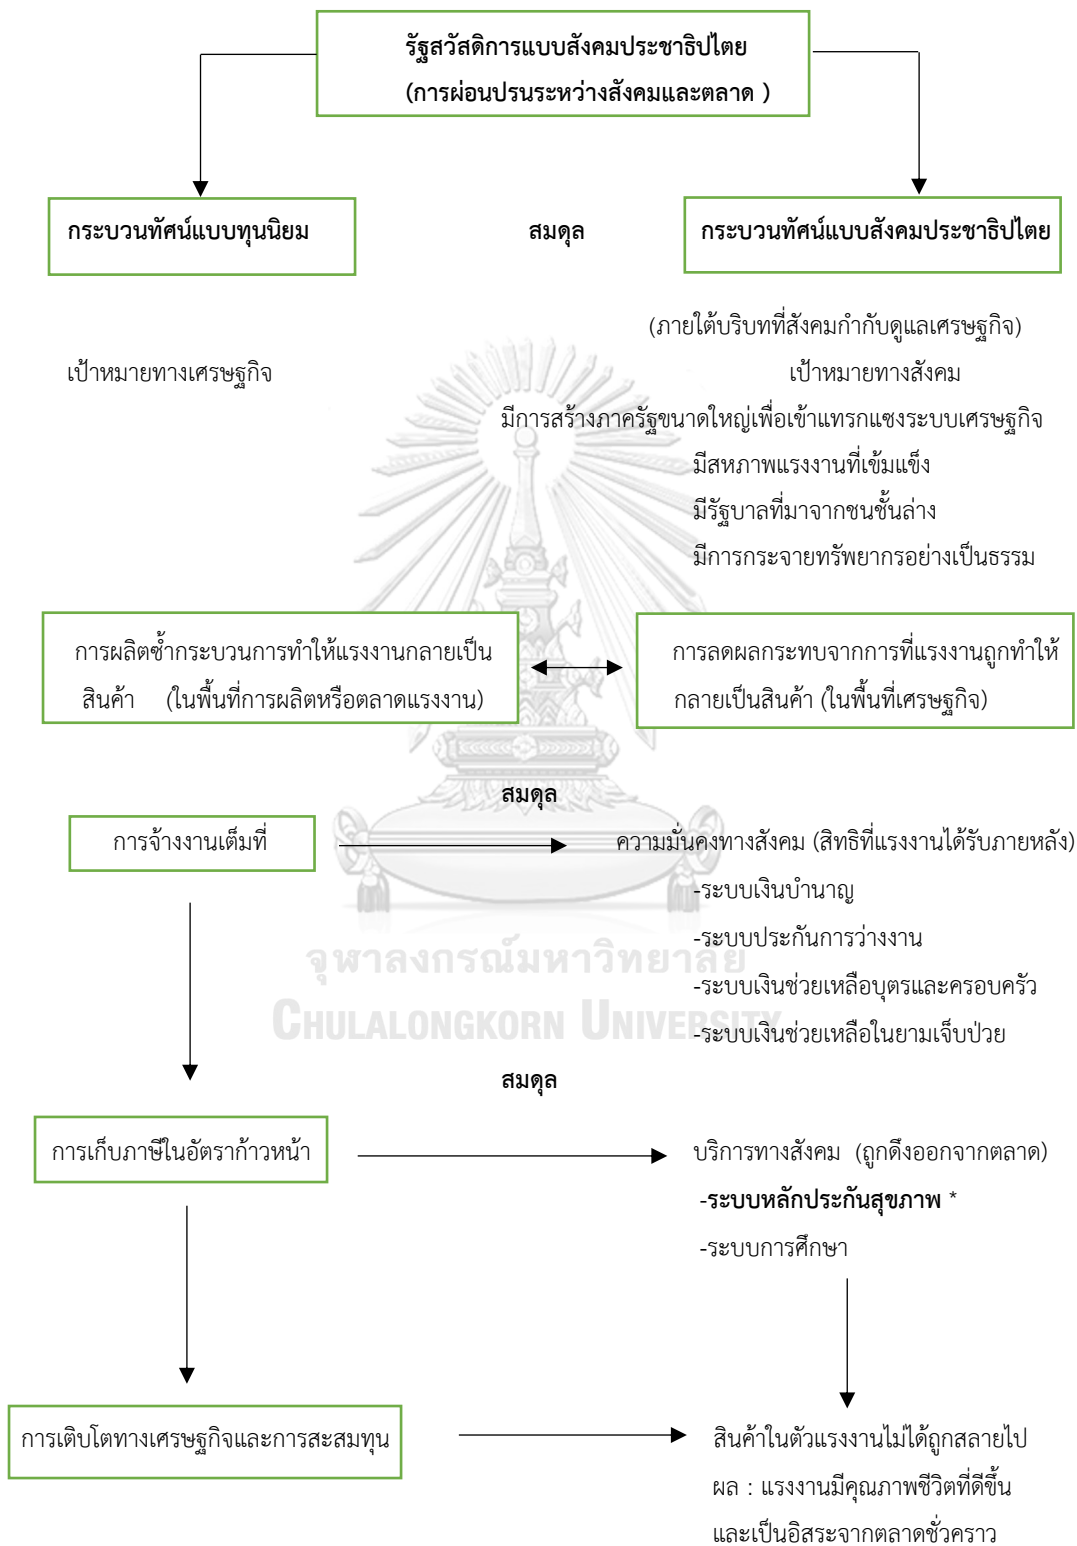 รัฐสวัสดิการแบบสังคมประชาธิปไตย
(การผ่อนปรนระหว่างสังคมและตลาด )
กระบวนทัศน์แบบทุนนิยม
สมดุล
กระบวนทัศน์แบบสังคมประชาธิปไตย
(ภายใต้บริบทที่สังคมกำกับดูแลเศรษฐกิจ)
เป้าหมายทางเศรษฐกิจ
เป้าหมายทางสังคม
มีการสร้างภาครัฐขนาดใหญ่เพื่อเข้าแทรกแซงระบบเศรษฐกิจ
มีสหภาพแรงงานที่เข้มแข็ง
มีรัฐบาลที่มาจากชนชั้นล่าง
มีการกระจายทรัพยากรอย่างเป็นธรรม
การผลิตซ้ำกระบวนการทำให้แรงงานกลายเป็น
สินค้า (ในพื้นที่การผลิตหรือตลาดแรงงาน)
การลดผลกระทบจากการที่แรงงานถูกทำให้
กลายเป็นสินค้า (ในพื้นที่เศรษฐกิจ)
สมดุล
การจ้างงานเต็มที่
ความมั่นคงทางสังคม (สิทธิที่แรงงานได้รับภายหลัง)
-ระบบเงินบำนาญ
-ระบบประกันการว่างงาน
-ระบบเงินช่วยเหลือบุตรและครอบครัว
-ระบบเงินช่วยเหลือในยามเจ็บป่วย
จุฬาลงกรณ์มหาวิทยาลัย
CHULALONGKORN UNIVERSITY
สมดุล
การเก็บภาษีในอัตราก้าวหน้า
บริการทางสังคม (ถูกดึงออกจากตลาด)
-ระบบหลักประกันสุขภาพ *
-ระบบการศึกษา
การเติบโตทางเศรษฐกิจและการสะสมทุน
สินค้าในตัวแรงงานไม่ได้ถูกสลายไป
ผล : แรงงานมีคุณภาพชีวิตที่ดีขึ้น
และเป็นอิสระจากตลาดชั่วคราว